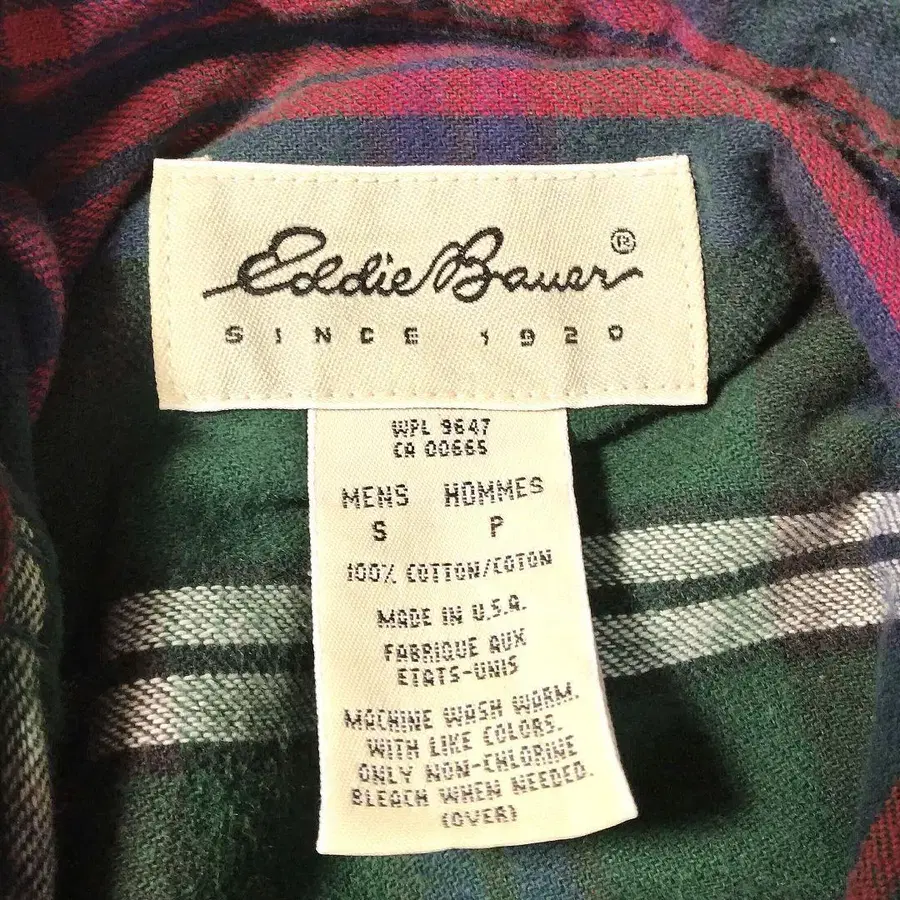 Eddie Bauer ®
SINCE 1920
WPL 9647
CA 00665
MENS HOMMES
S P
100% COTTON/COTON
MADE IN U.S.A.
FABRIQUE AUX
ETATS-UNIS
MACHINE WASH WARM.
WITH LIKE COLORS.
ONLY NON-CHLORINE
BLEACH WHEN NEEDED.
(OVER)